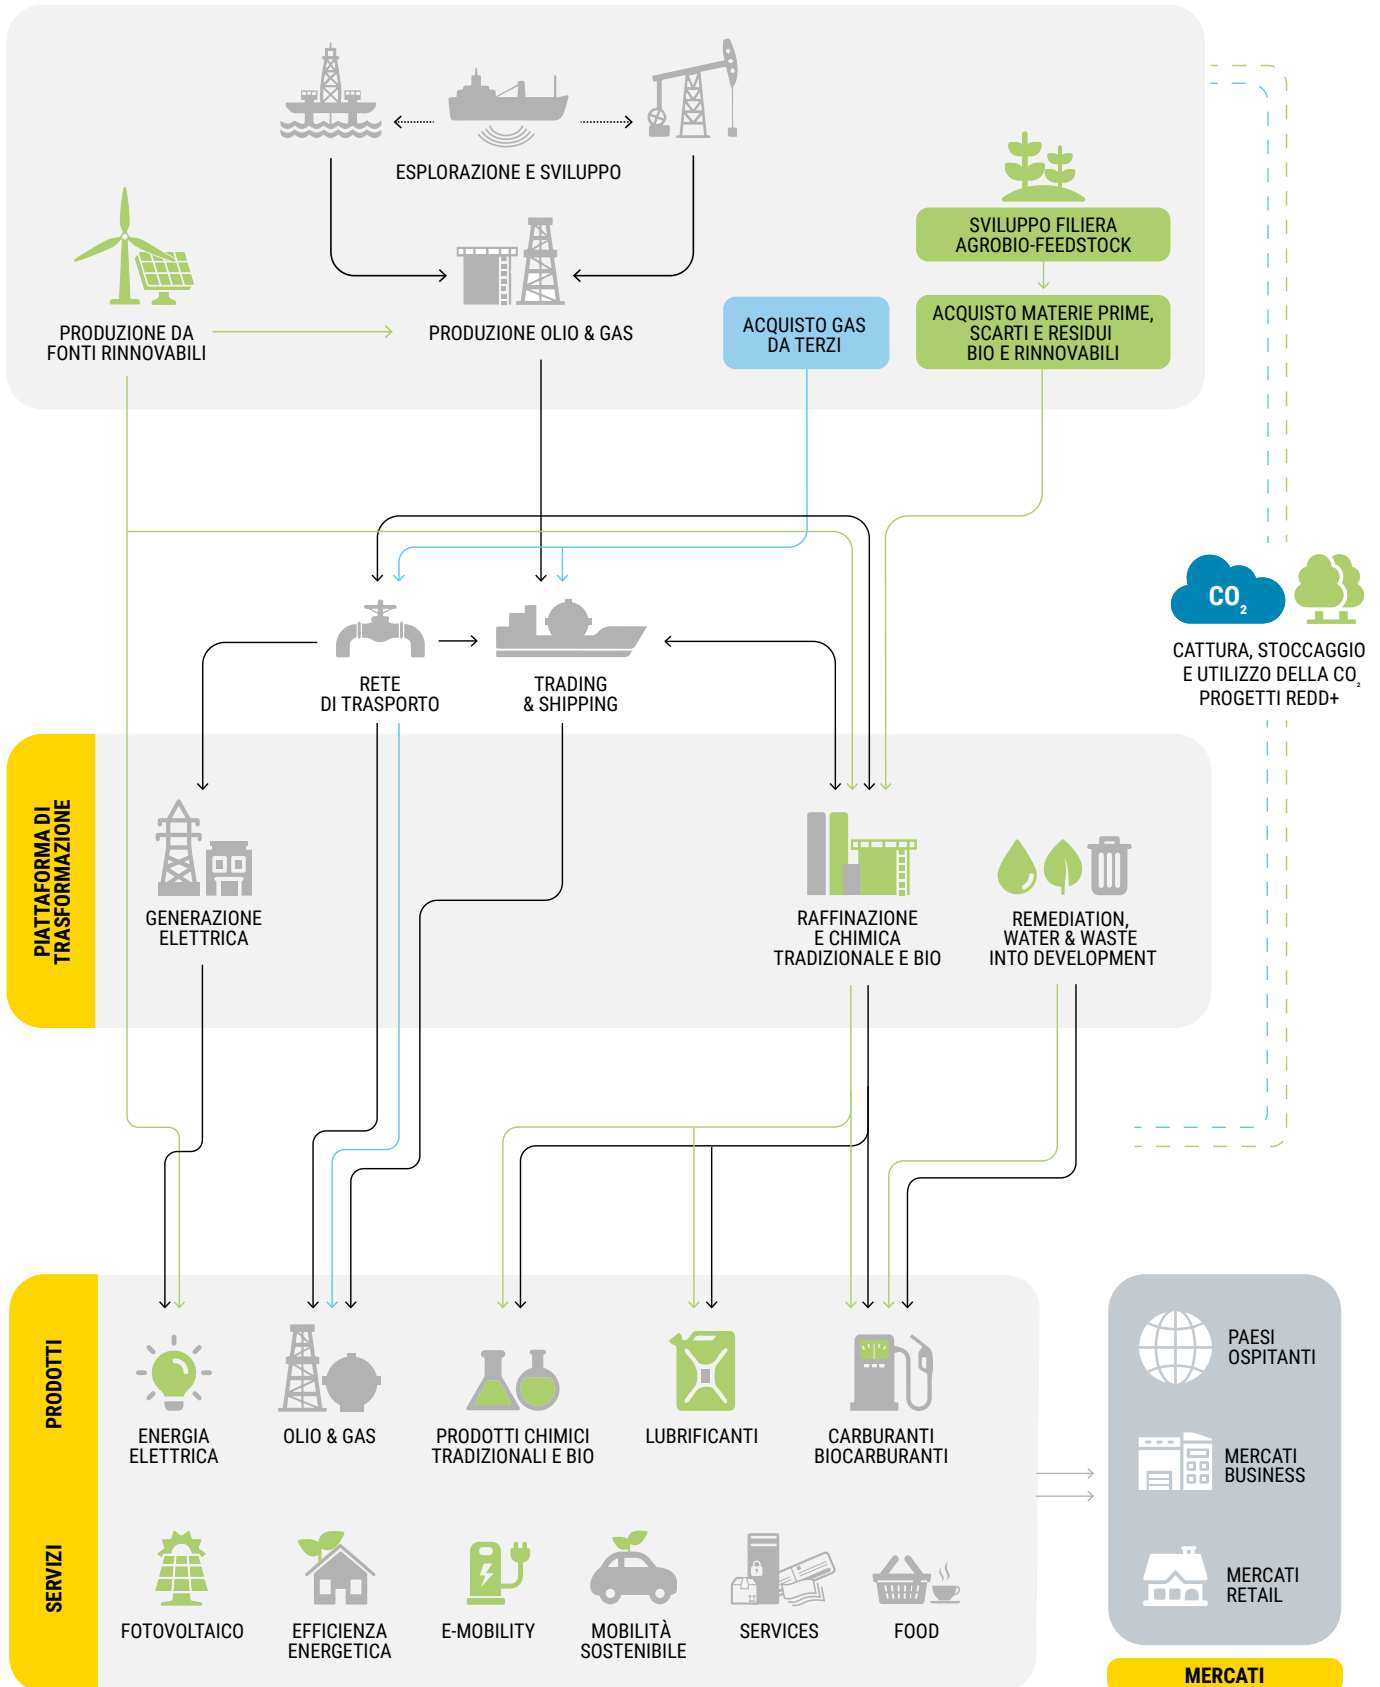 ESPLORAZIONE E SVILUPPO
SVILUPPO FILIERA
AGROBIO-FEEDSTOCK
PRODUZIONE DA
FONTI RINNOVABILI
PRODUZIONE OLIO & GAS
ACQUISTO GAS
DA TERZI
ACQUISTO MATERIE PRIME,
SCARTI E RESIDUI
BIO E RINNOVABILI
CO₂
CATTURA, STOCCAGGIO
E UTILIZZO DELLA CO₂
PROGETTI REDD+
RETE
DI TRASPORTO
TRADING
& SHIPPING
PIATTAFORMA DI
TRASFORMAZIONE
GENERAZIONE
ELETTRICA
RAFFINAZIONE
E CHIMICA
TRADIZIONALE E BIO
REMEDIATION,
WATER & WASTE
INTO DEVELOPMENT
PRODOTTI
ENERGIA
ELETTRICA
OLIO & GAS
PRODOTTI CHIMICI
TRADIZIONALI E BIO
LUBRIFICANTI
CARBURANTI
BIOCARBURANTI
SERVIZI
FOTOVOLTAICO
EFFICIENZA
ENERGETICA
E-MOBILITY
MOBILITÀ
SOSTENIBILE
SERVICES
FOOD
PAESI
OSPITANTI
MERCATI
BUSINESS
MERCATI
RETAIL
MERCATI